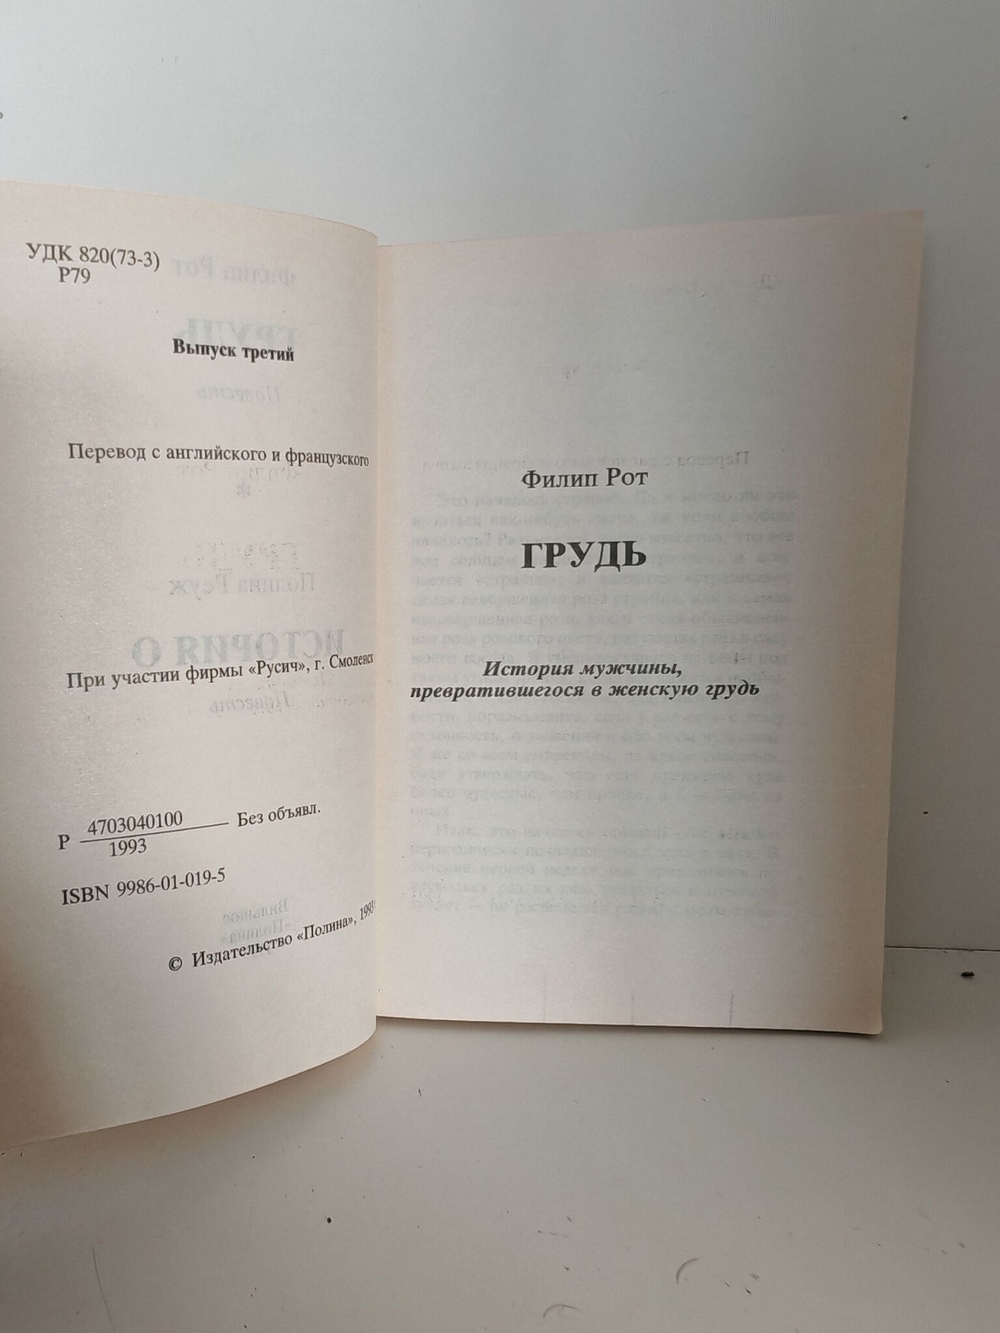 УДК 820(73-3)
Р79
Выпуск третий
Перевод с английского и французского
При участии фирмы «Русич», г. Смоленск
Р 4703040100 Без объявл.
1993
ISBN 9986-01-019-5
© Издательство «Полина», 1993
Филип Рот
ГРУДЬ
История мужчины,
превратившегося в женскую грудь